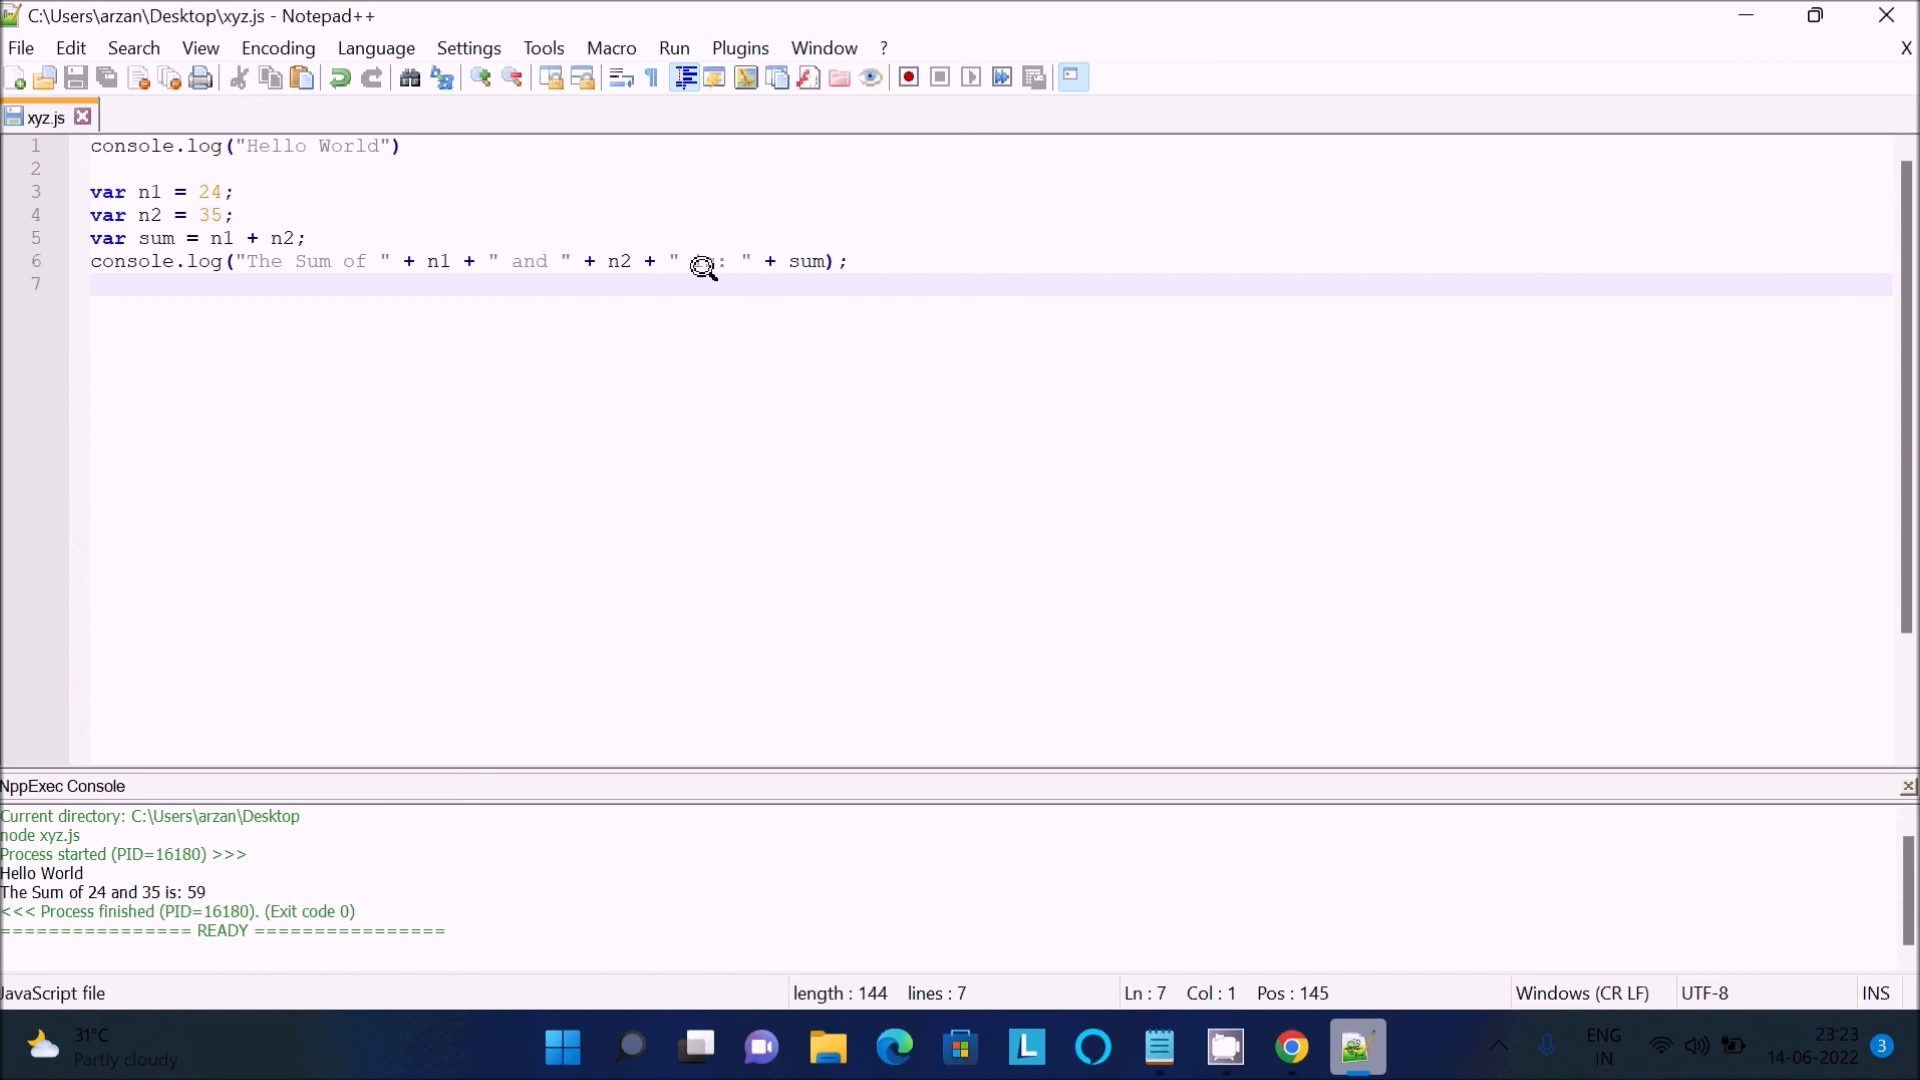 C:\Users\arzan\Desktop\xyz.js - Notepad++
File Edit Search View Encoding Language Settings Tools Macro Run Plugins Window ? X
xyz.js
1 console.log("Hello World")
2
3 var n1 = 24;
4 var n2 = 35;
5 var sum = n1 + n2;
6 console.log("The Sum of " + n1 + " and " + n2 + " : " + sum);
7
NppExec Console
Current directory: C:\Users\arzan\Desktop
node xyz.js
Process started (PID=16180) >>>
Hello World
The Sum of 24 and 35 is: 59
<<< Process finished (PID=16180). (Exit code 0)
================ READY ================
JavaScript file length : 144 lines : 7 Ln : 7 Col : 1 Pos : 145 Windows (CR LF) UTF-8 INS
31°C ENG 23:23
Partly cloudy IN 14-06-2022 3